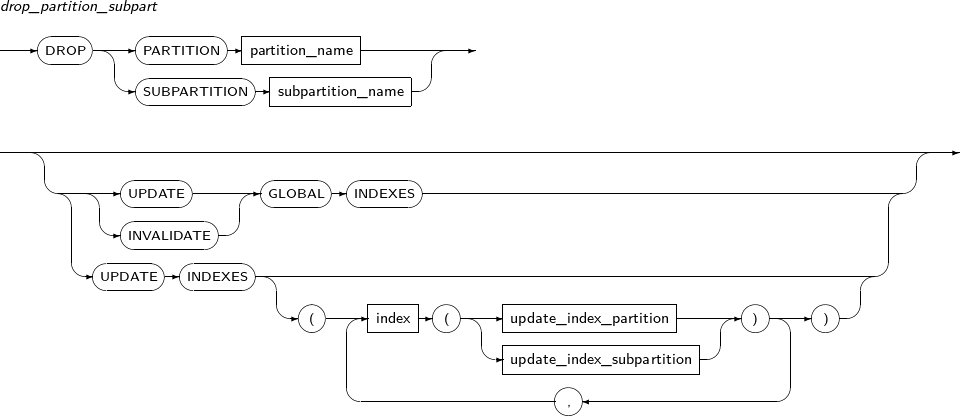 drop_partition_subpart
DROP PARTITION partition_name
SUBPARTITION subpartition_name
UPDATE GLOBAL INDEXES
INVALIDATE
UPDATE INDEXES
( index ( update_index_partition ) )
update_index_subpartition
,